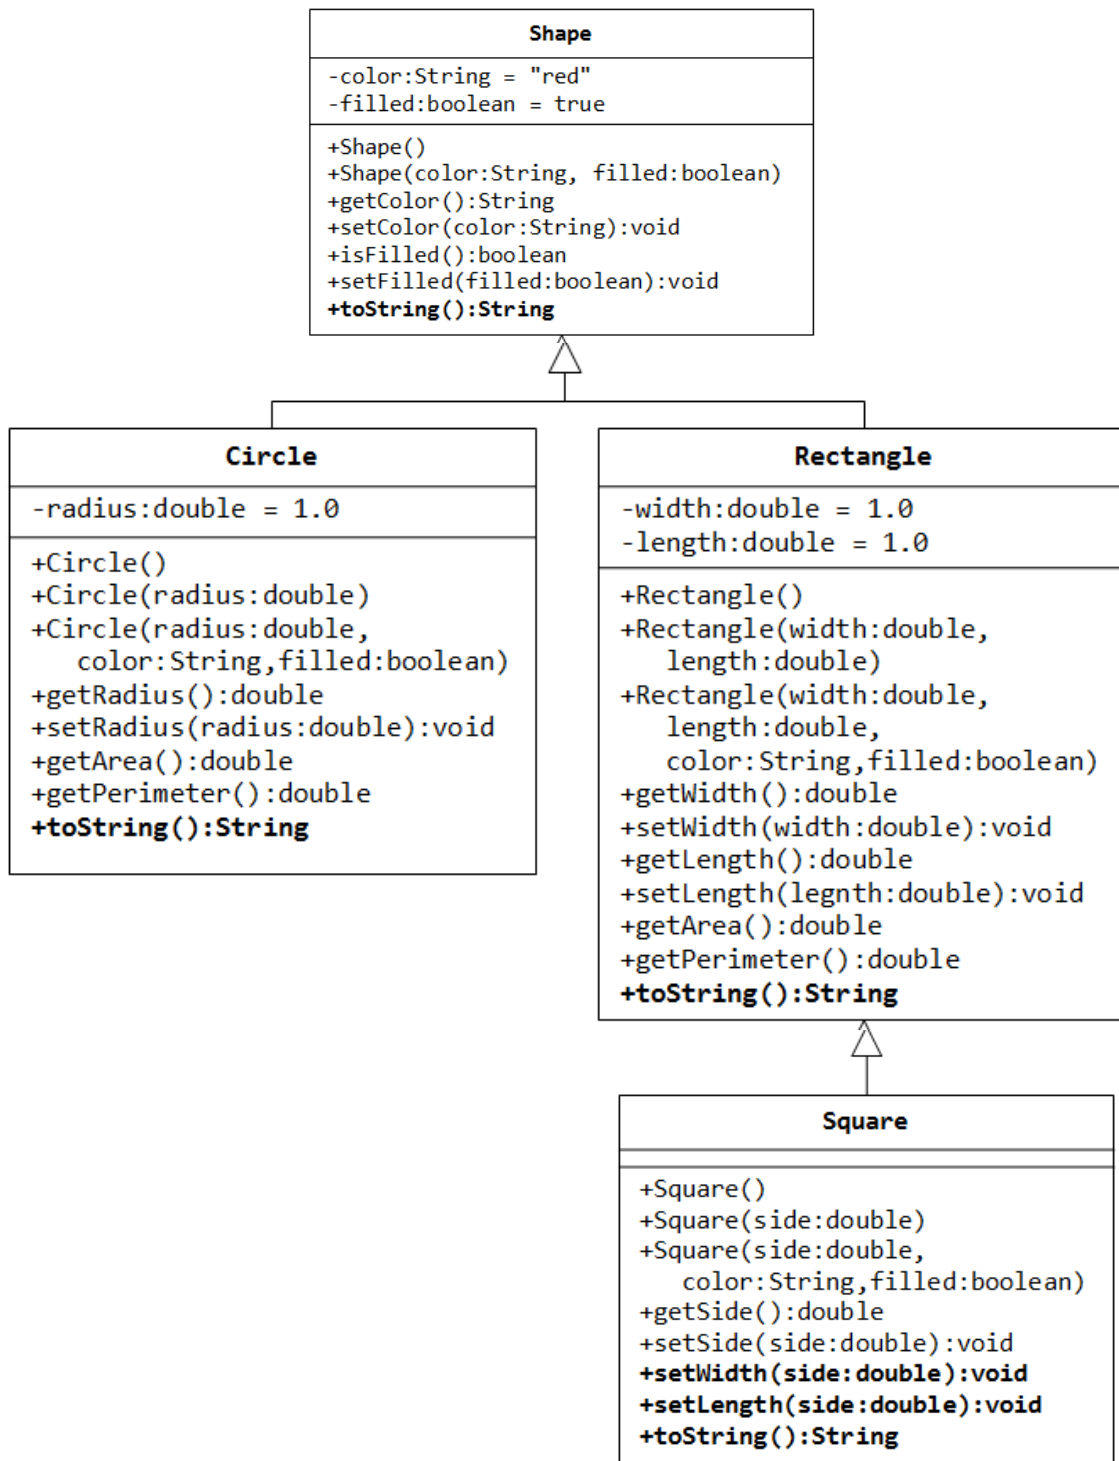 Shape
-color:String = "red"
-filled:boolean = true
+Shape()
+Shape(color:String, filled:boolean)
+getColor():String
+setColor(color:String):void
+isFilled():boolean
+setFilled(filled:boolean):void
+toString():String
Circle
-radius:double = 1.0
+Circle()
+Circle(radius:double)
+Circle(radius:double,
color:String,filled:boolean)
+getRadius():double
+setRadius(radius:double):void
+getArea():double
+getPerimeter():double
+toString():String
Rectangle
-width:double = 1.0
-length:double = 1.0
+Rectangle()
+Rectangle(width:double,
length:double)
+Rectangle(width:double,
length:double,
color:String,filled:boolean)
+getWidth():double
+setWidth(width:double):void
+getLength():double
+setLength(legnth:double):void
+getArea():double
+getPerimeter():double
+toString():String
Square
+Square()
+Square(side:double)
+Square(side:double,
color:String,filled:boolean)
+getSide():double
+setSide(side:double):void
+setWidth(side:double):void
+setLength(side:double):void
+toString():String